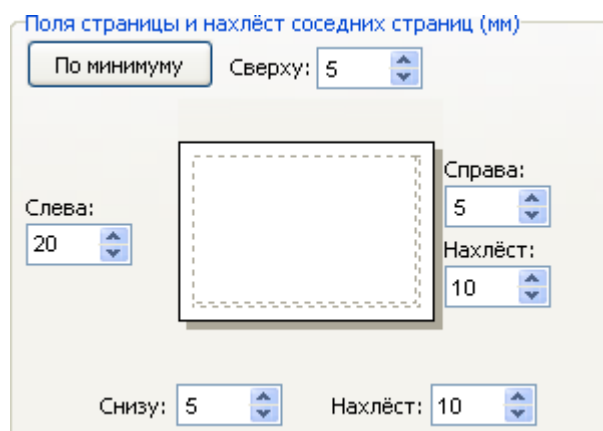 Поля страницы и нахлёст соседних страниц (мм)
По минимуму Сверху: 5
Справа:
Слева: 5
20 Нахлёст:
10
Снизу: 5 Нахлёст: 10